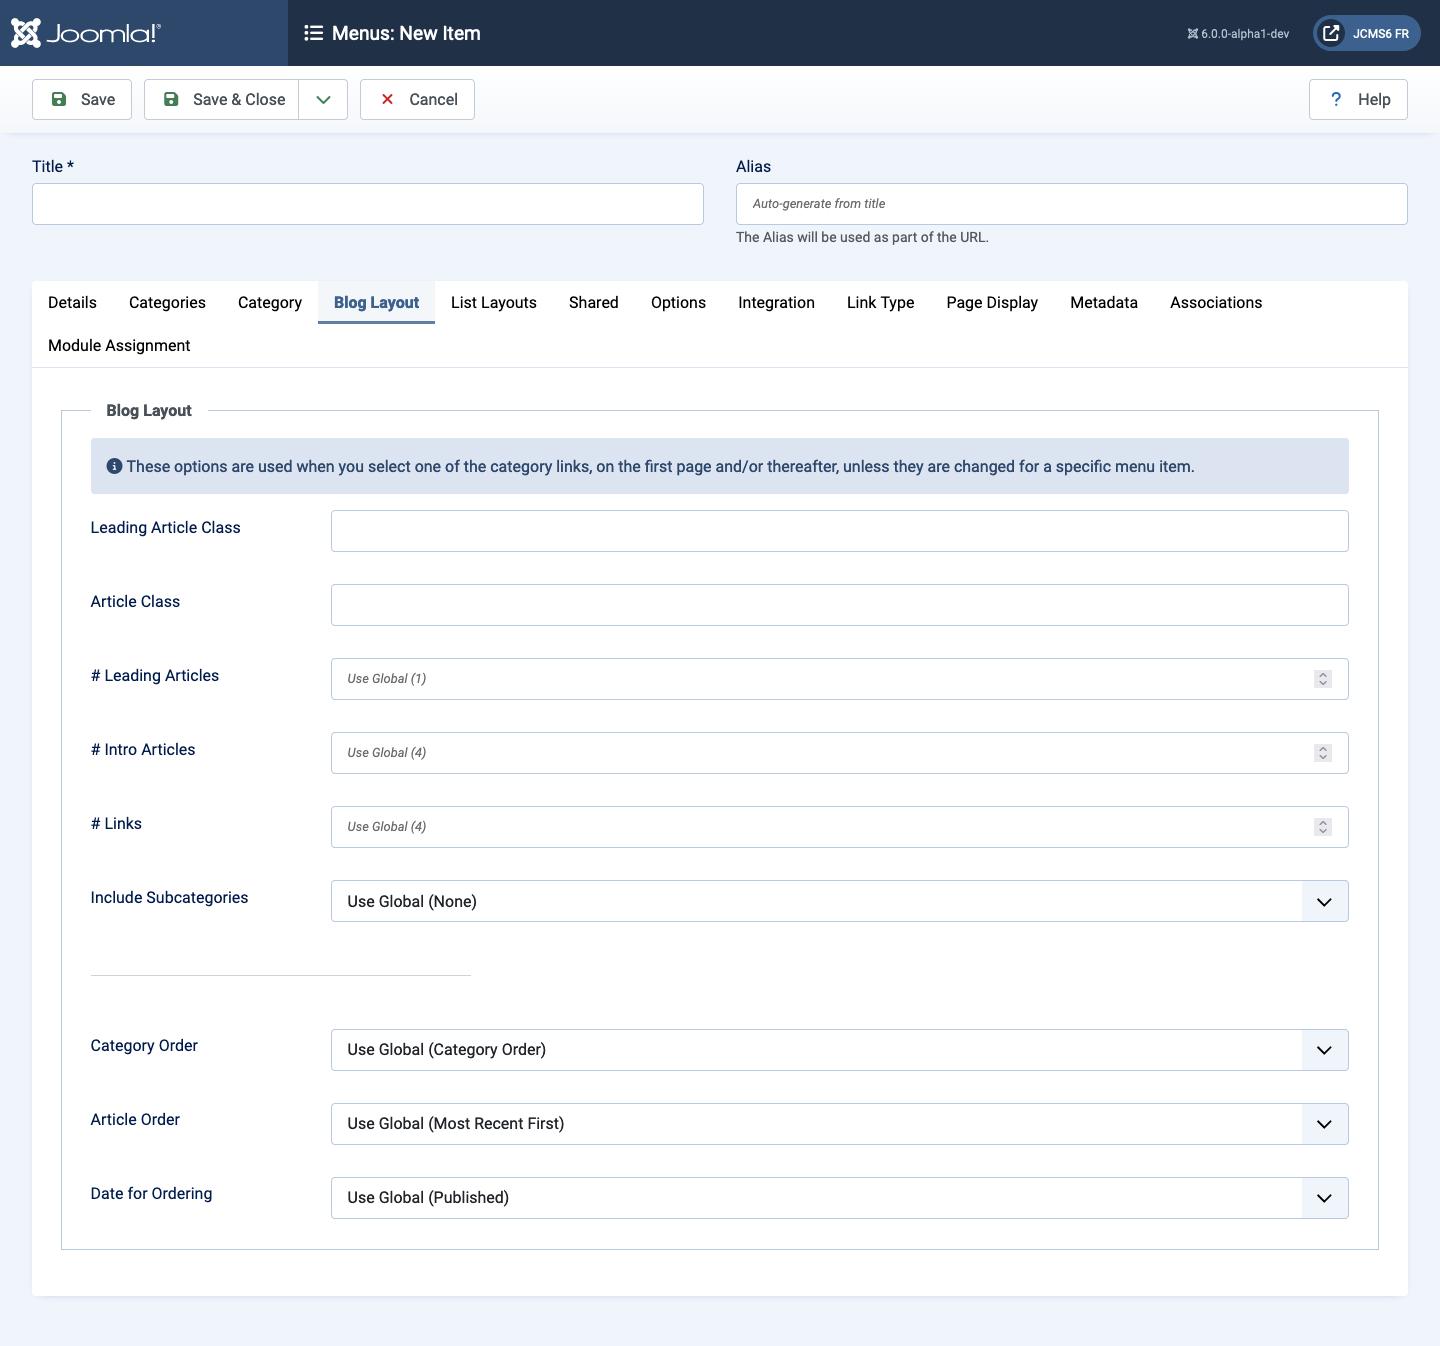 Joomla!®
Menus: New Item
6.0.0-alpha1-dev
JCMS6 FR
Save
Save & Close
Cancel
? Help
Title *
Alias
Auto-generate from title
The Alias will be used as part of the URL.
Details Categories Category Blog Layout List Layouts Shared Options Integration Link Type Page Display Metadata Associations
Module Assignment
Blog Layout
These options are used when you select one of the category links, on the first page and/or thereafter, unless they are changed for a specific menu item.
Leading Article Class
Article Class
# Leading Articles
Use Global (1)
# Intro Articles
Use Global (4)
# Links
Use Global (4)
Include Subcategories
Use Global (None)
Category Order
Use Global (Category Order)
Article Order
Use Global (Most Recent First)
Date for Ordering
Use Global (Published)